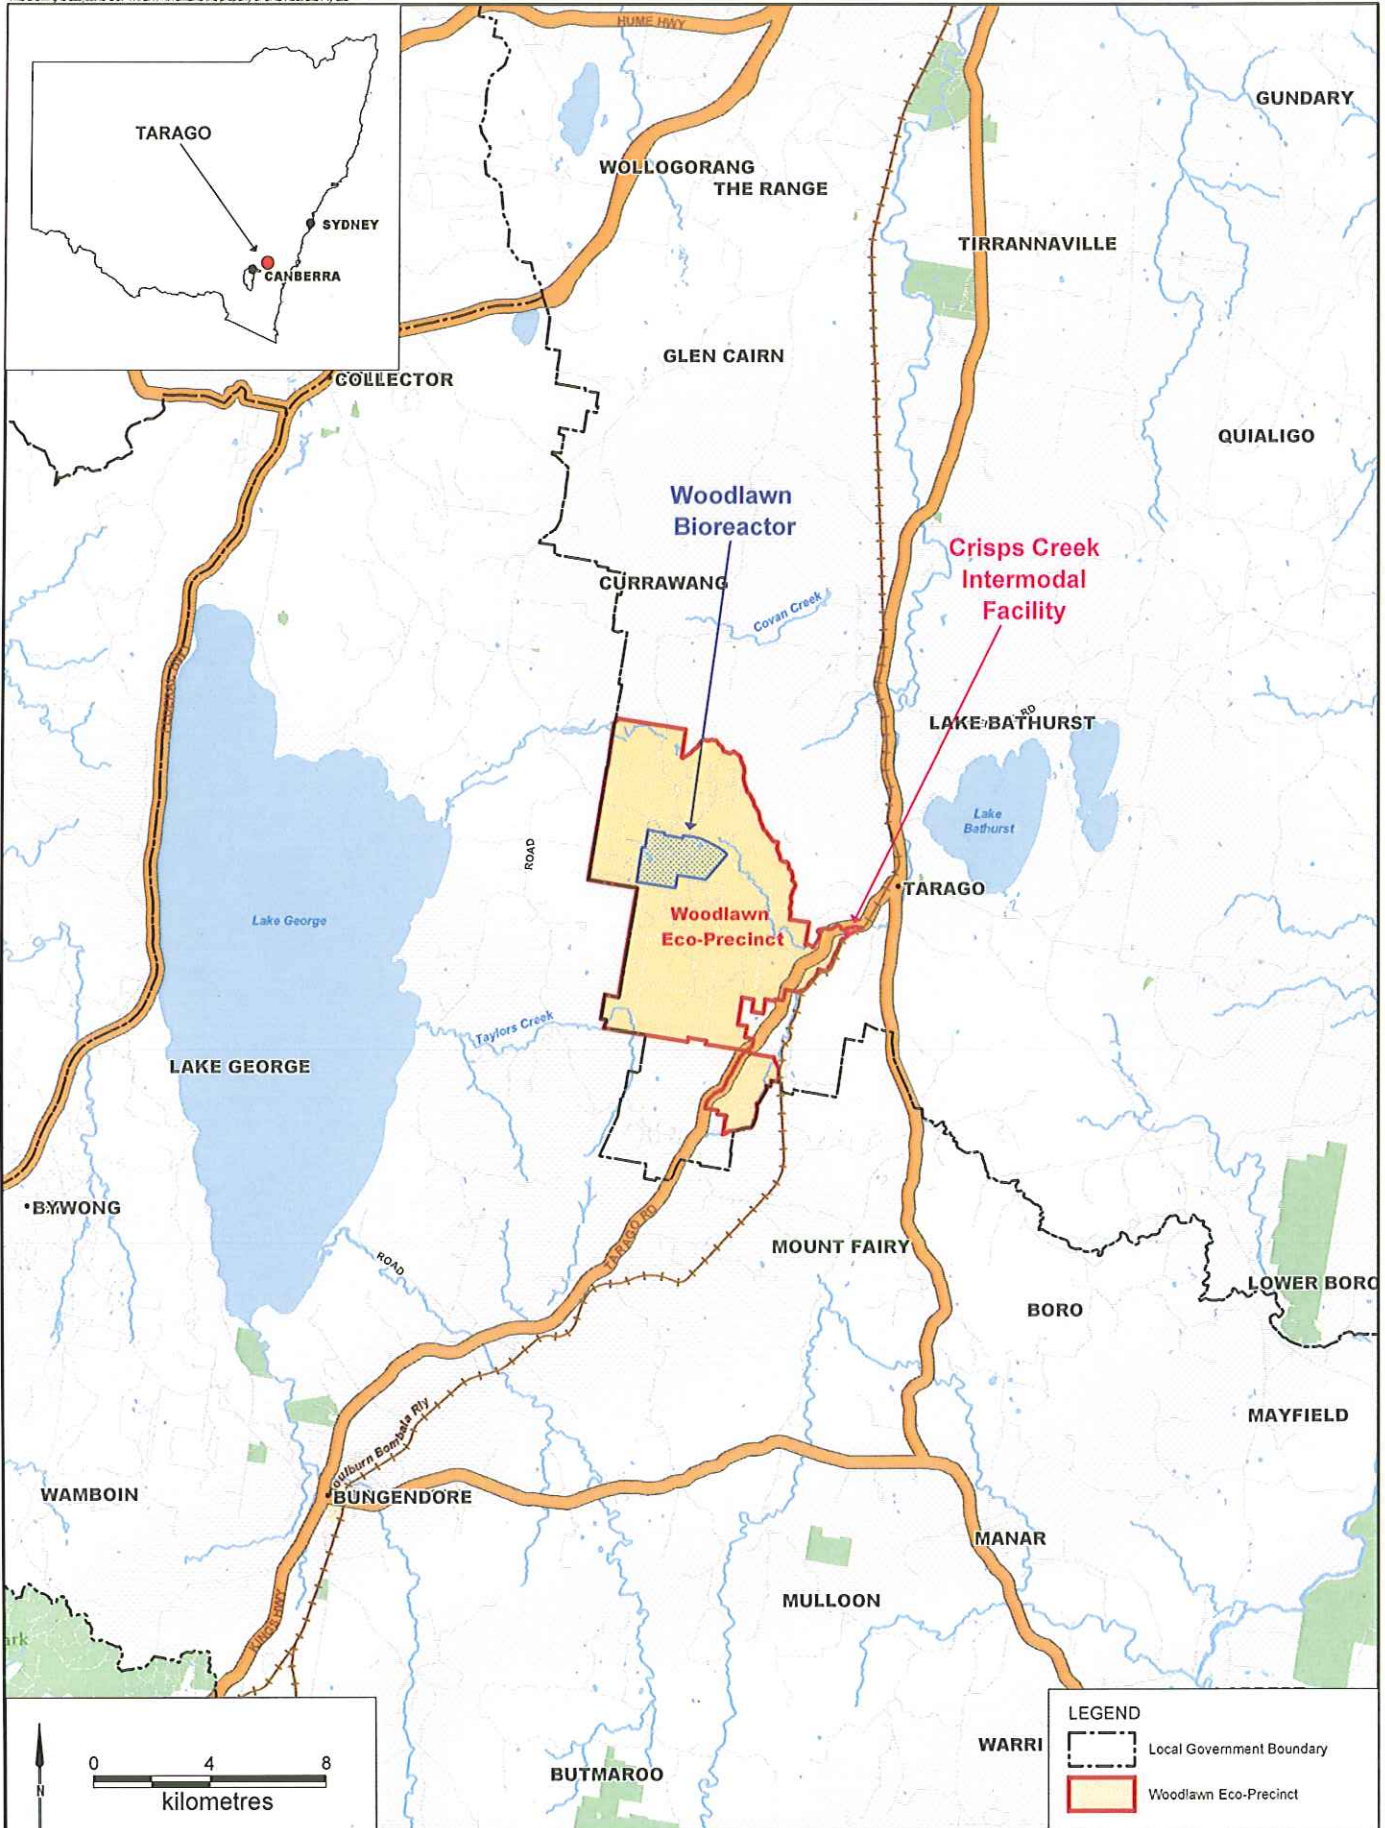 HUME HWY
GUNDARY
TARAGO
WOLLOGORANG
THE RANGE
SYDNEY
TIRRANNAVILLE
CANBERRA
GLEN CAIRN
COLLECTOR
QUIALIGO
Woodlawn
Bioreactor
Crisps Creek
Intermodal
Facility
CURRAWANG
Covan Creek
RD
LAKE BATHURST
Lake
Bathurst
ROAD
TARAGO
Lake George
Woodlawn
Eco-Precinct
Taylors Creek
LAKE GEORGE
BYWONG
TARAGO RD
MOUNT FAIRY
ROAD
LOWER BORO
BORO
MAYFIELD
oulburn Bombala Rly
WAMBOIN
BUNGENDORE
MANAR
MULLOON
KINGS HWY
ark
LEGEND
Local Government Boundary
Woodlawn Eco-Precinct
WARRI
BUTMAROO
0 4 8
kilometres
N